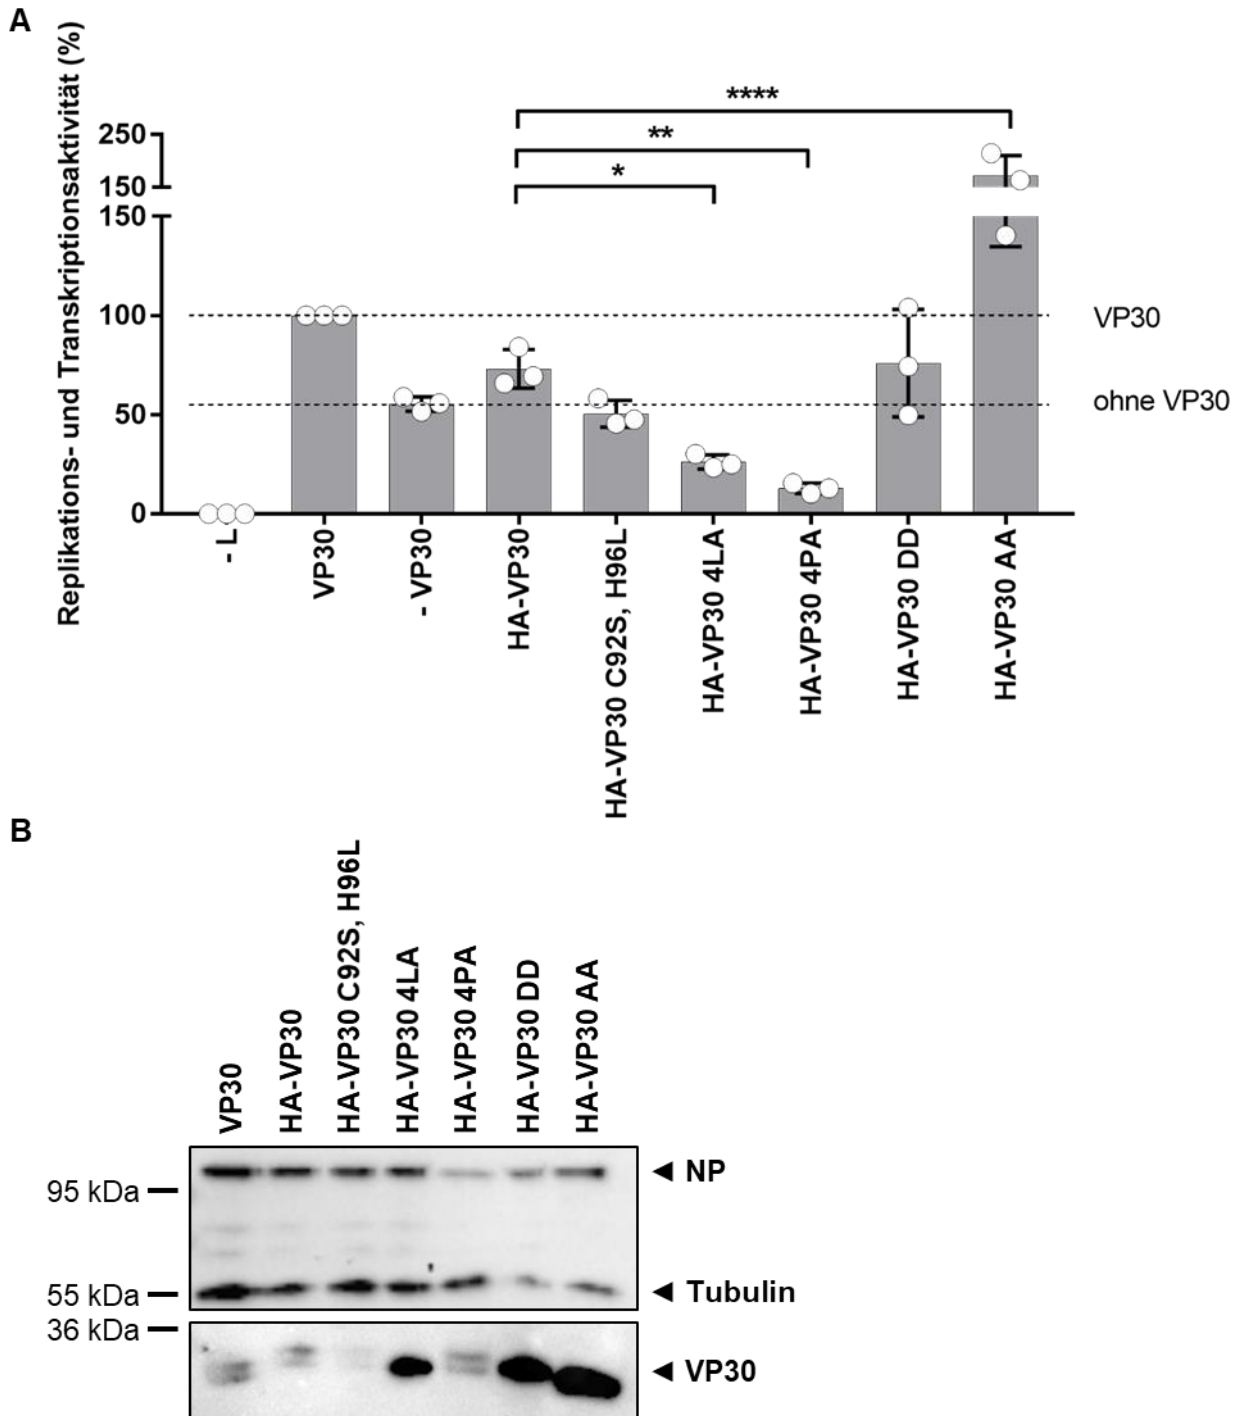 A
Replikations- und Transkriptionsaktivität (%)
250
150
150
100
50
0
****
**
*
VP30
ohne VP30
- L
VP30
- VP30
HA-VP30
HA-VP30 C92S, H96L
HA-VP30 4LA
HA-VP30 4PA
HA-VP30 DD
HA-VP30 AA
B
VP30
HA-VP30
HA-VP30 C92S, H96L
HA-VP30 4LA
HA-VP30 4PA
HA-VP30 DD
HA-VP30 AA
95 kDa
NP
55 kDa
Tubulin
36 kDa
VP30